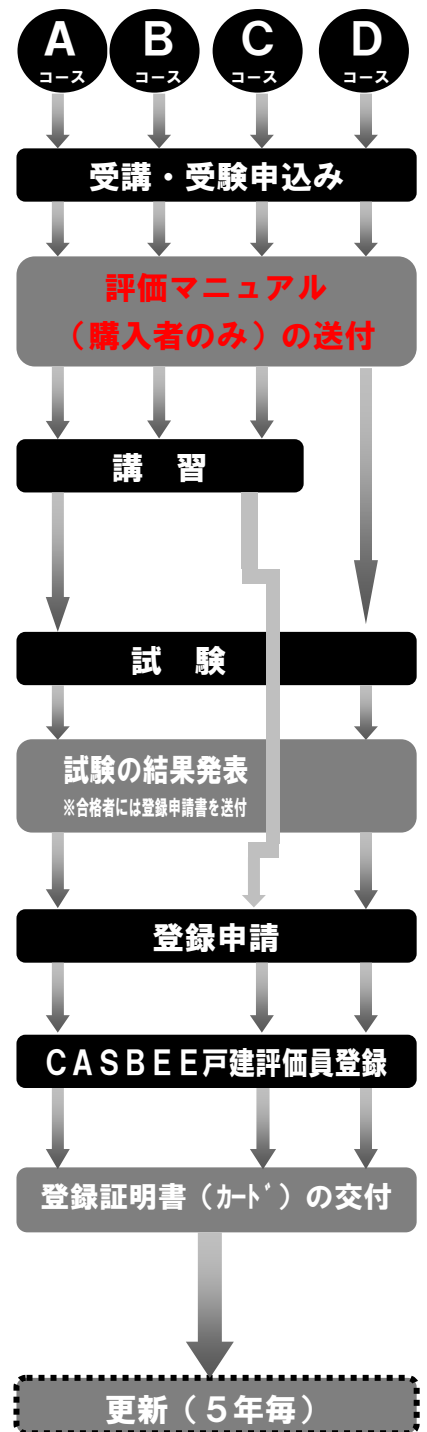 A B C D
コース コース コース コース
受講・受験申込み
評価マニュアル
（購入者のみ）の送付
講　習
試　験
試験の結果発表
※合格者には登録申請書を送付
登録申請
ＣＡＳＢＥＥ戸建評価員登録
登録証明書（ｶｰﾄﾞ）の交付
更新（５年毎）